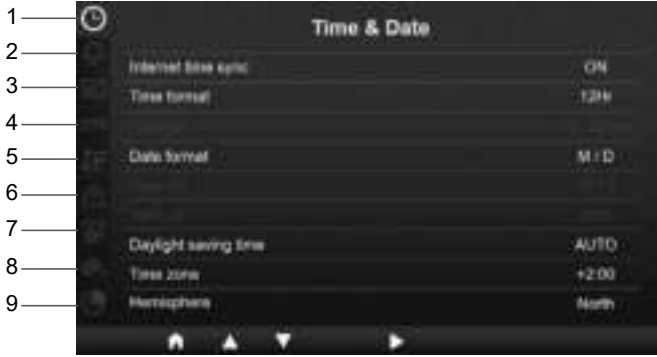 1
Time & Date
2
Internet time sync ON
3
Time format 12Hr
4
5
Date format M / D
6
7
Daylight saving time AUTO
8
Time zone +2:00
9
Hemisphere North